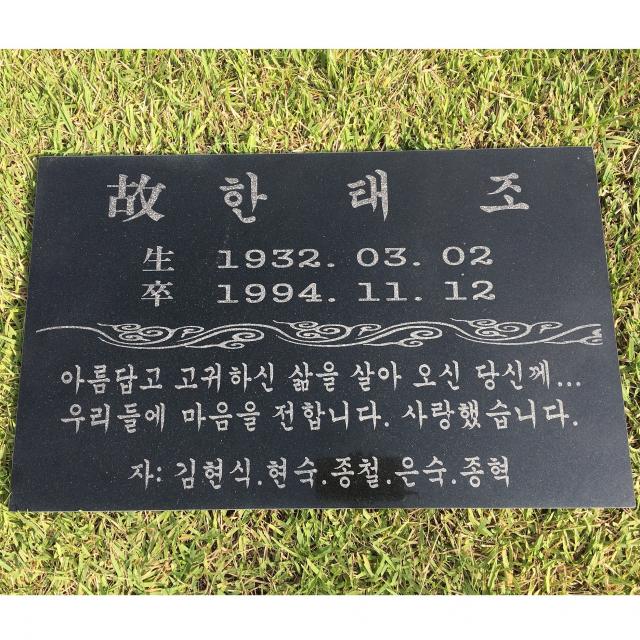 故 한 태 조
生 1932. 03. 02
卒 1994. 11. 12
아름답고 고귀하신 삶을 살아 오신 당신께...
우리들에 마음을 전합니다. 사랑했습니다.
자: 김현식.현숙.종철.은숙.종혁